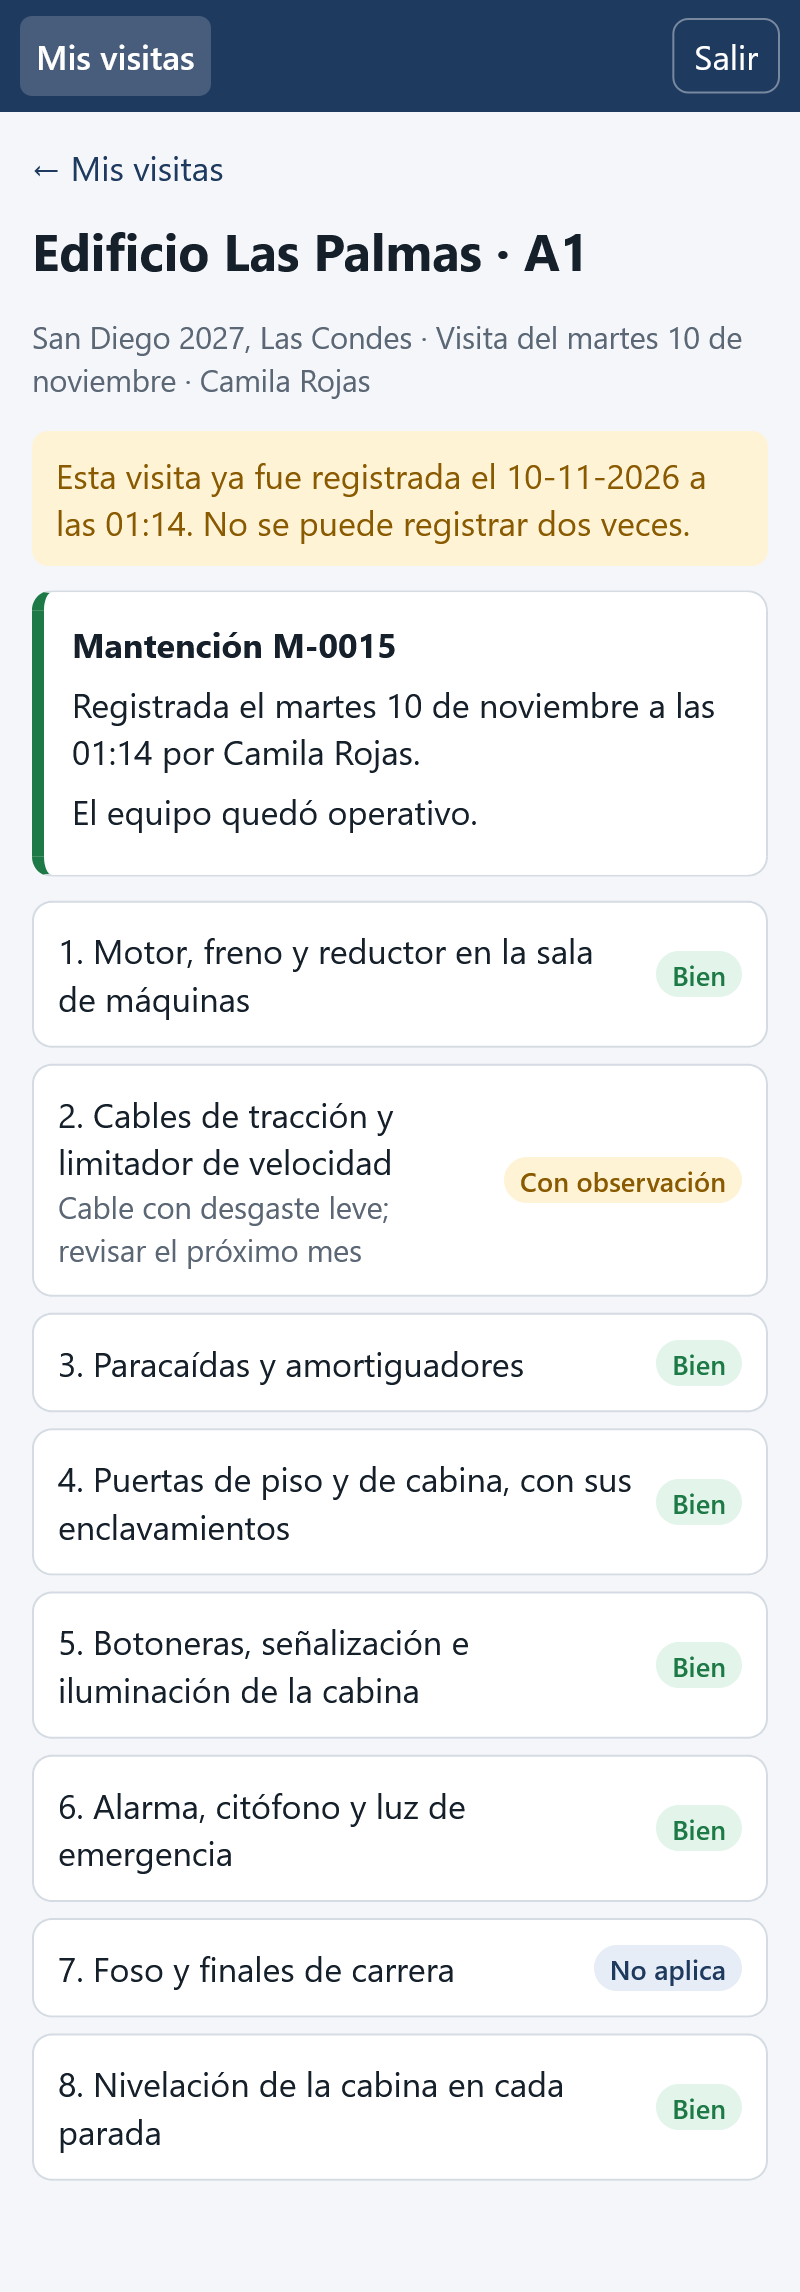 Mis visitas
Salir
← Mis visitas
Edificio Las Palmas · A1
San Diego 2027, Las Condes · Visita del martes 10 de
noviembre · Camila Rojas
Esta visita ya fue registrada el 10-11-2026 a
las 01:14. No se puede registrar dos veces.
Mantención M-0015
Registrada el martes 10 de noviembre a las
01:14 por Camila Rojas.
El equipo quedó operativo.
1. Motor, freno y reductor en la sala
de máquinas
Bien
2. Cables de tracción y
limitador de velocidad
Cable con desgaste leve;
revisar el próximo mes
Con observación
3. Paracaídas y amortiguadores
Bien
4. Puertas de piso y de cabina, con sus
enclavamientos
Bien
5. Botoneras, señalización e
iluminación de la cabina
Bien
6. Alarma, citófono y luz de
emergencia
Bien
7. Foso y finales de carrera
No aplica
8. Nivelación de la cabina en cada
parada
Bien